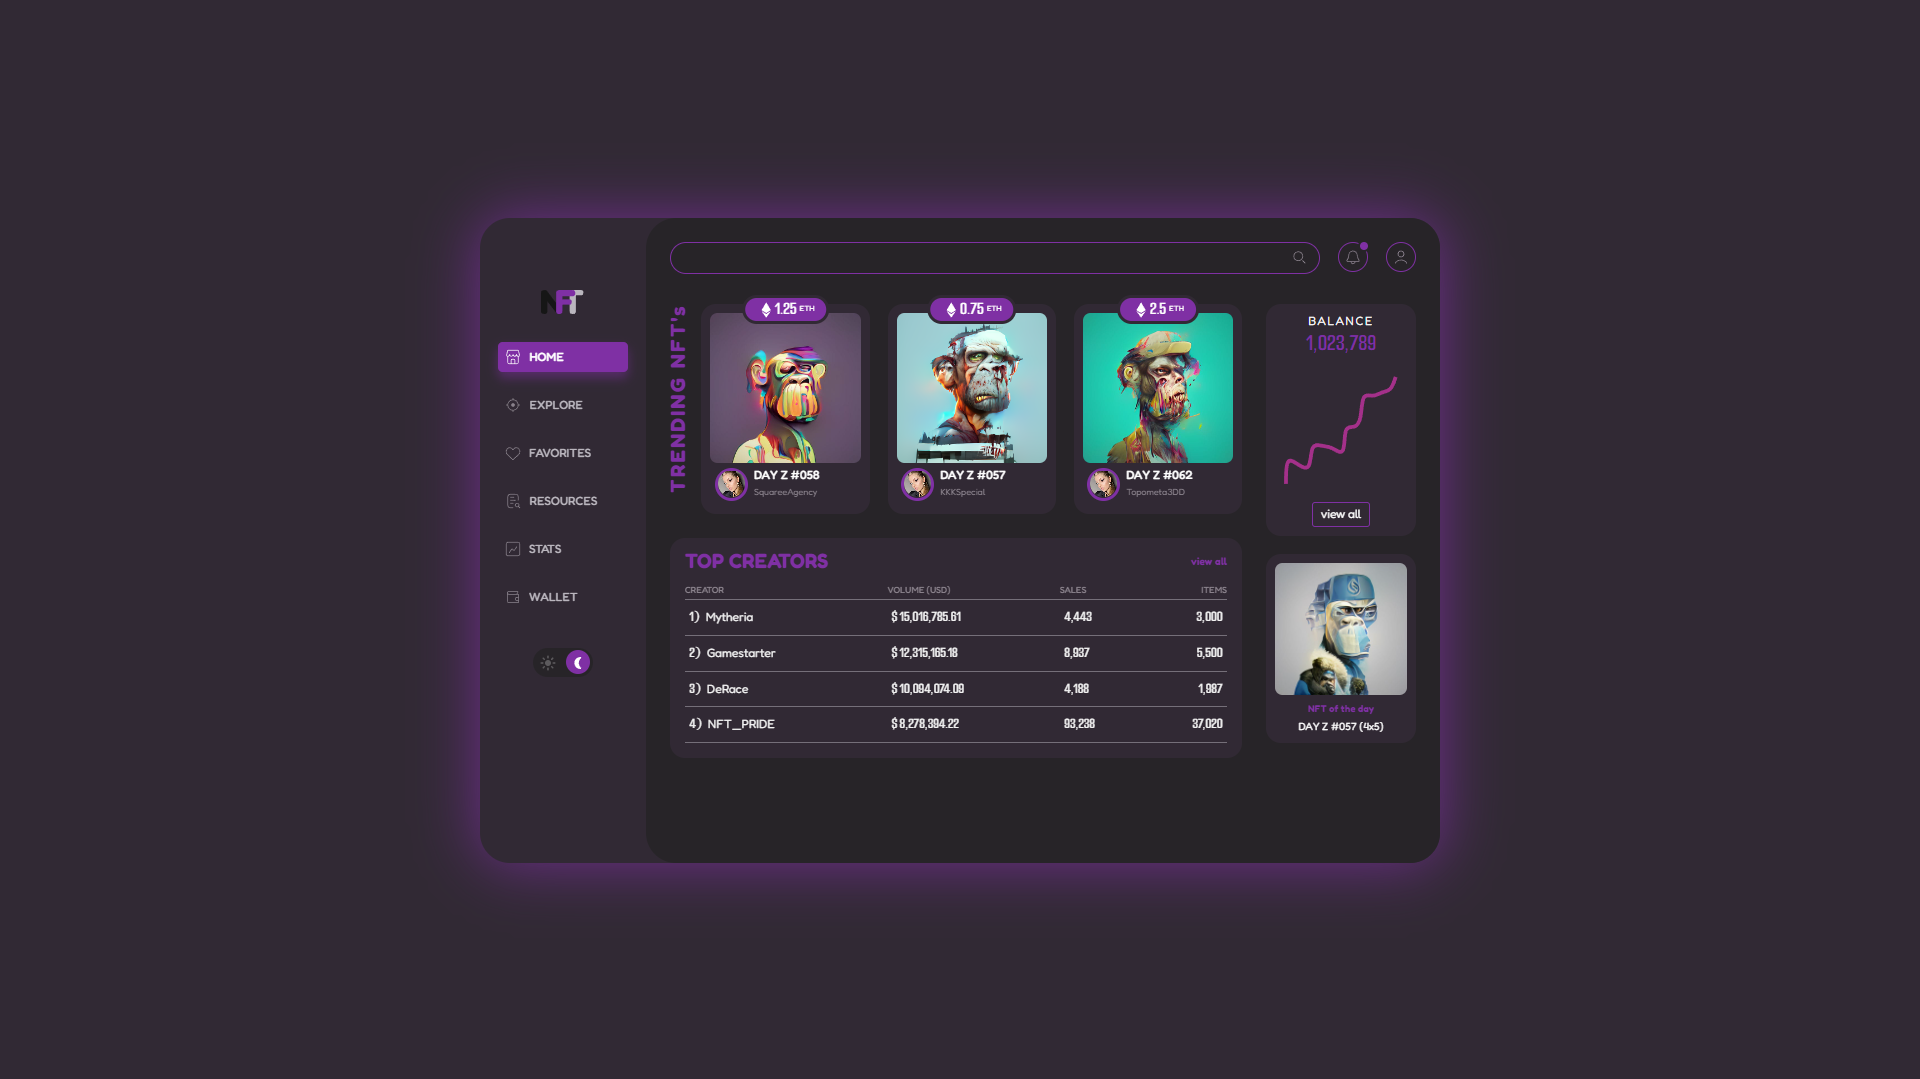 NFT
HOME
EXPLORE
FAVORITES
RESOURCES
STATS
WALLET
TRENDING NFT's
1.25 ETH
DAY Z #058
SquareeAgency
0.75 ETH
DAY Z #057
KKKSpecial
2.5 ETH
DAY Z #062
Topometo3DD
BALANCE
1,023,789
view all
TOP CREATORS
view all
CREATOR VOLUME (USD) SALES ITEMS
1) Mytheria $ 15,016,785.61 4,443 3,000
2) Gamestarter $ 12,315,165.18 8,937 5,500
3) DeRace $ 10,094,074.09 4,188 1,987
4) NFT_PRIDE $ 8,278,394.22 93,238 37,020
NFT of the day
DAY Z #057 (4x5)